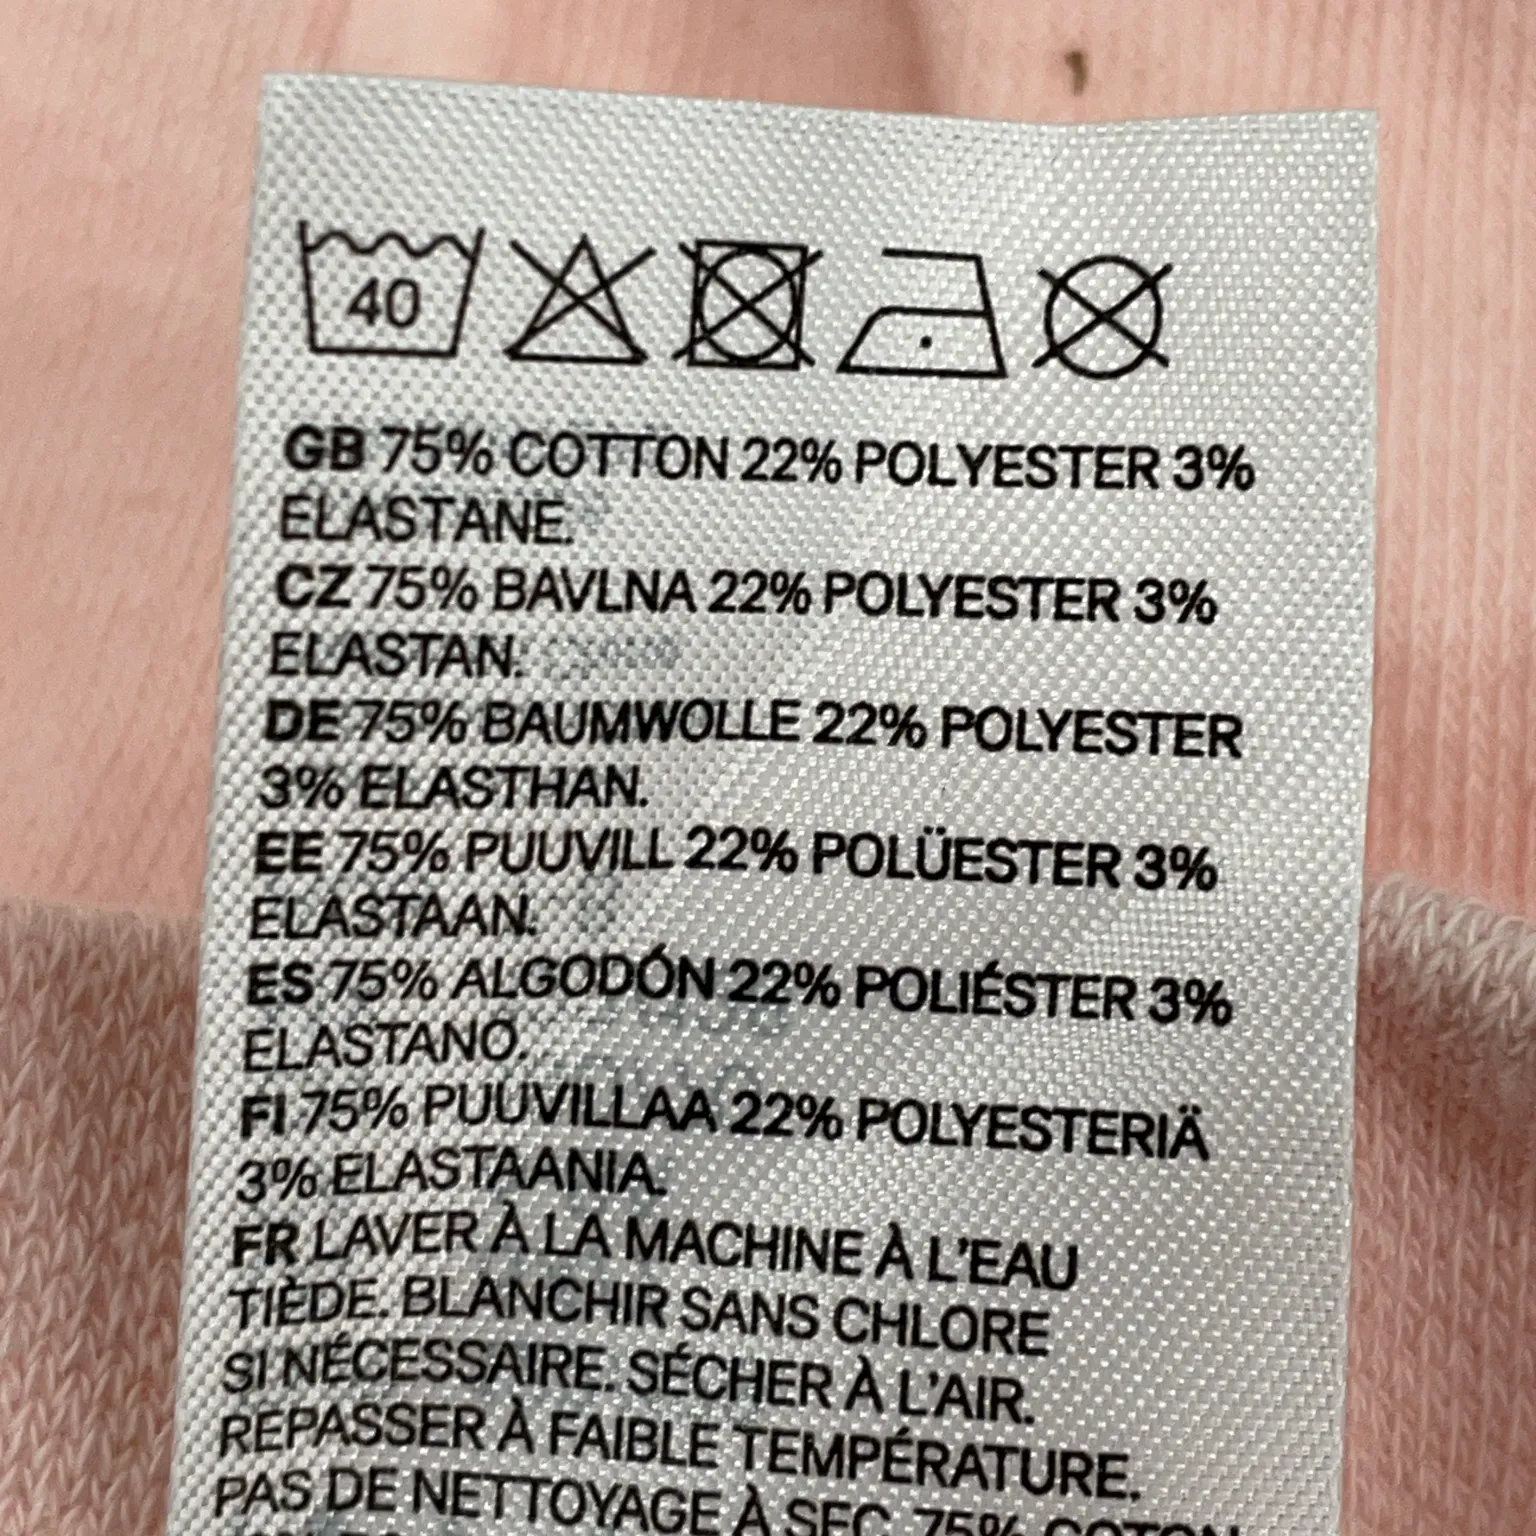 40
GB 75% COTTON 22% POLYESTER 3%
ELASTANE.
CZ 75% BAVLNA 22% POLYESTER 3%
ELASTAN.
DE 75% BAUMWOLLE 22% POLYESTER
3% ELASTHAN.
EE 75% PUUVILL 22% POLÜESTER 3%
ELASTAAN.
ES 75% ALGODÓN 22% POLIÉSTER 3%
ELASTANO.
FI 75% PUUVILLAA 22% POLYESTERIÄ
3% ELASTAANIA.
FR LAVER À LA MACHINE À L'EAU
TIÈDE. BLANCHIR SANS CHLORE
SI NÉCESSAIRE. SÉCHER À L'AIR.
REPASSER À FAIBLE TEMPÉRATURE.
PAS DE NETTOYAGE À SEC. 75% COTON